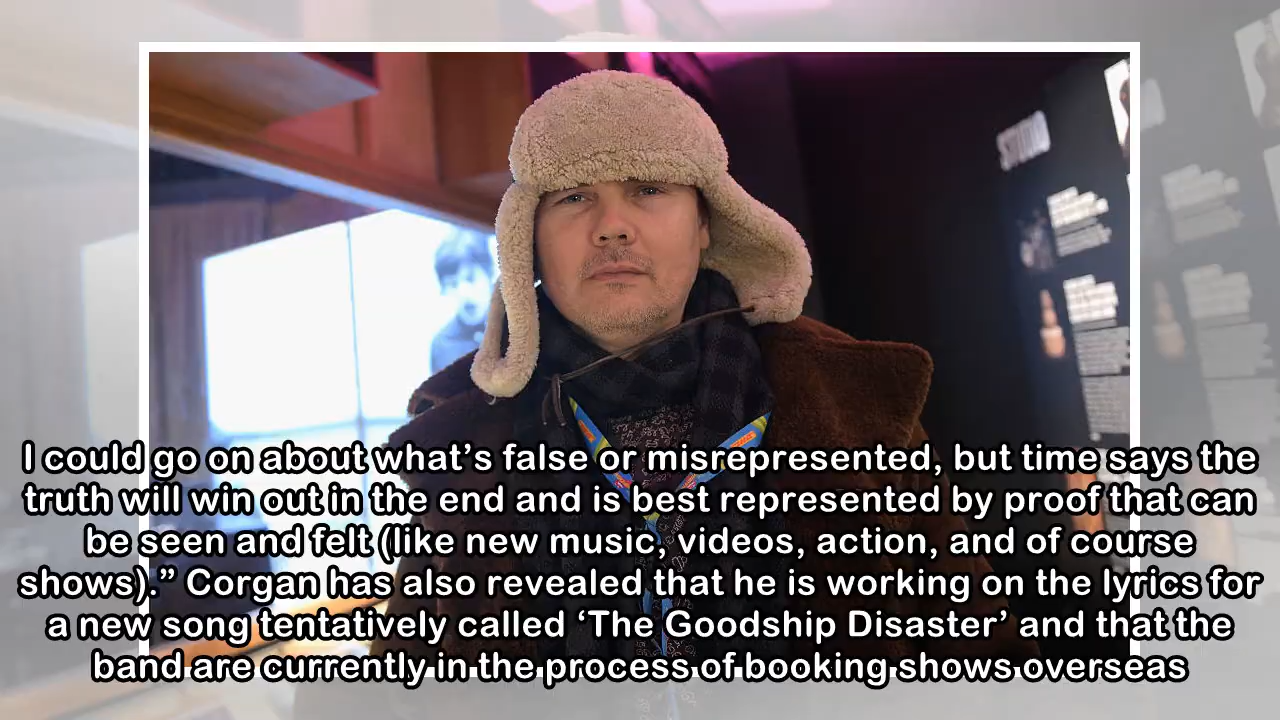 I could go on about what’s false or misrepresented, but time says the
truth will win out in the end and is best represented by proof that can
be seen and felt (like new music, videos, action, and of course
shows).” Corgan has also revealed that he is working on the lyrics for
a new song tentatively called ‘The Goodship Disaster’ and that the
band are currently in the process of booking shows overseas